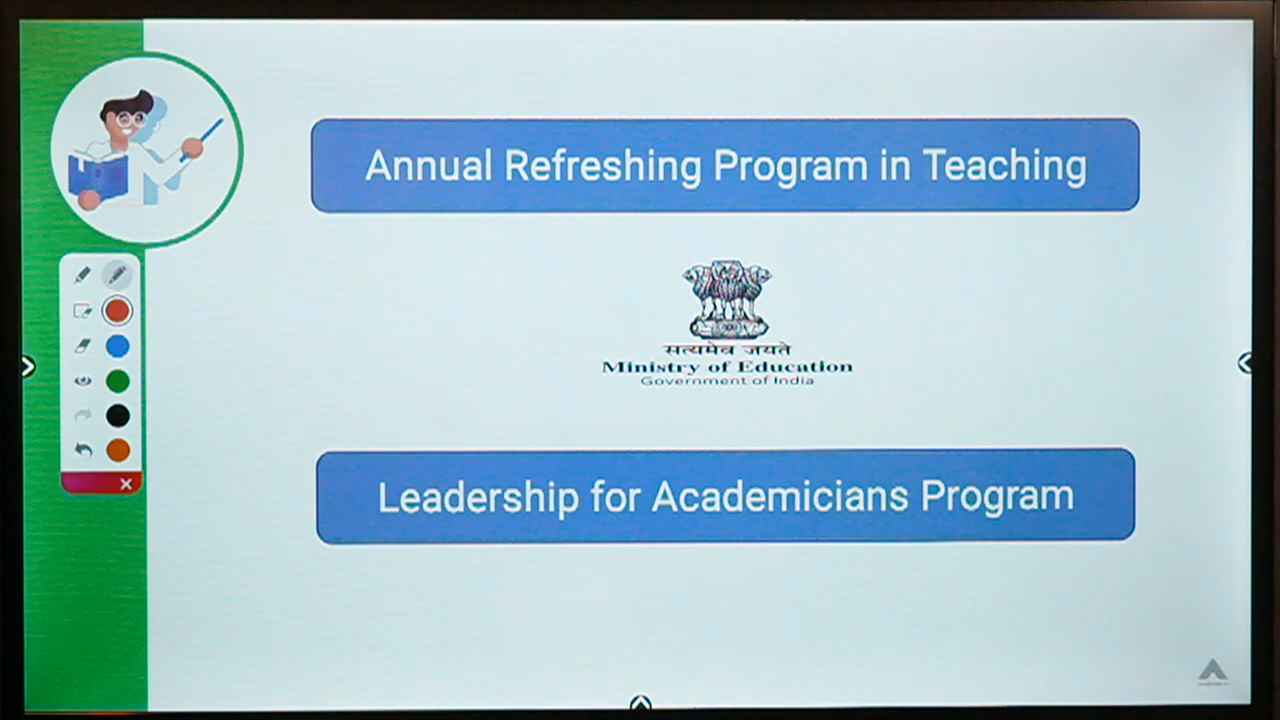 Annual Refreshing Program in Teaching
सत्यमेव जयते
Ministry of Education
Government of India
Leadership for Academicians Program